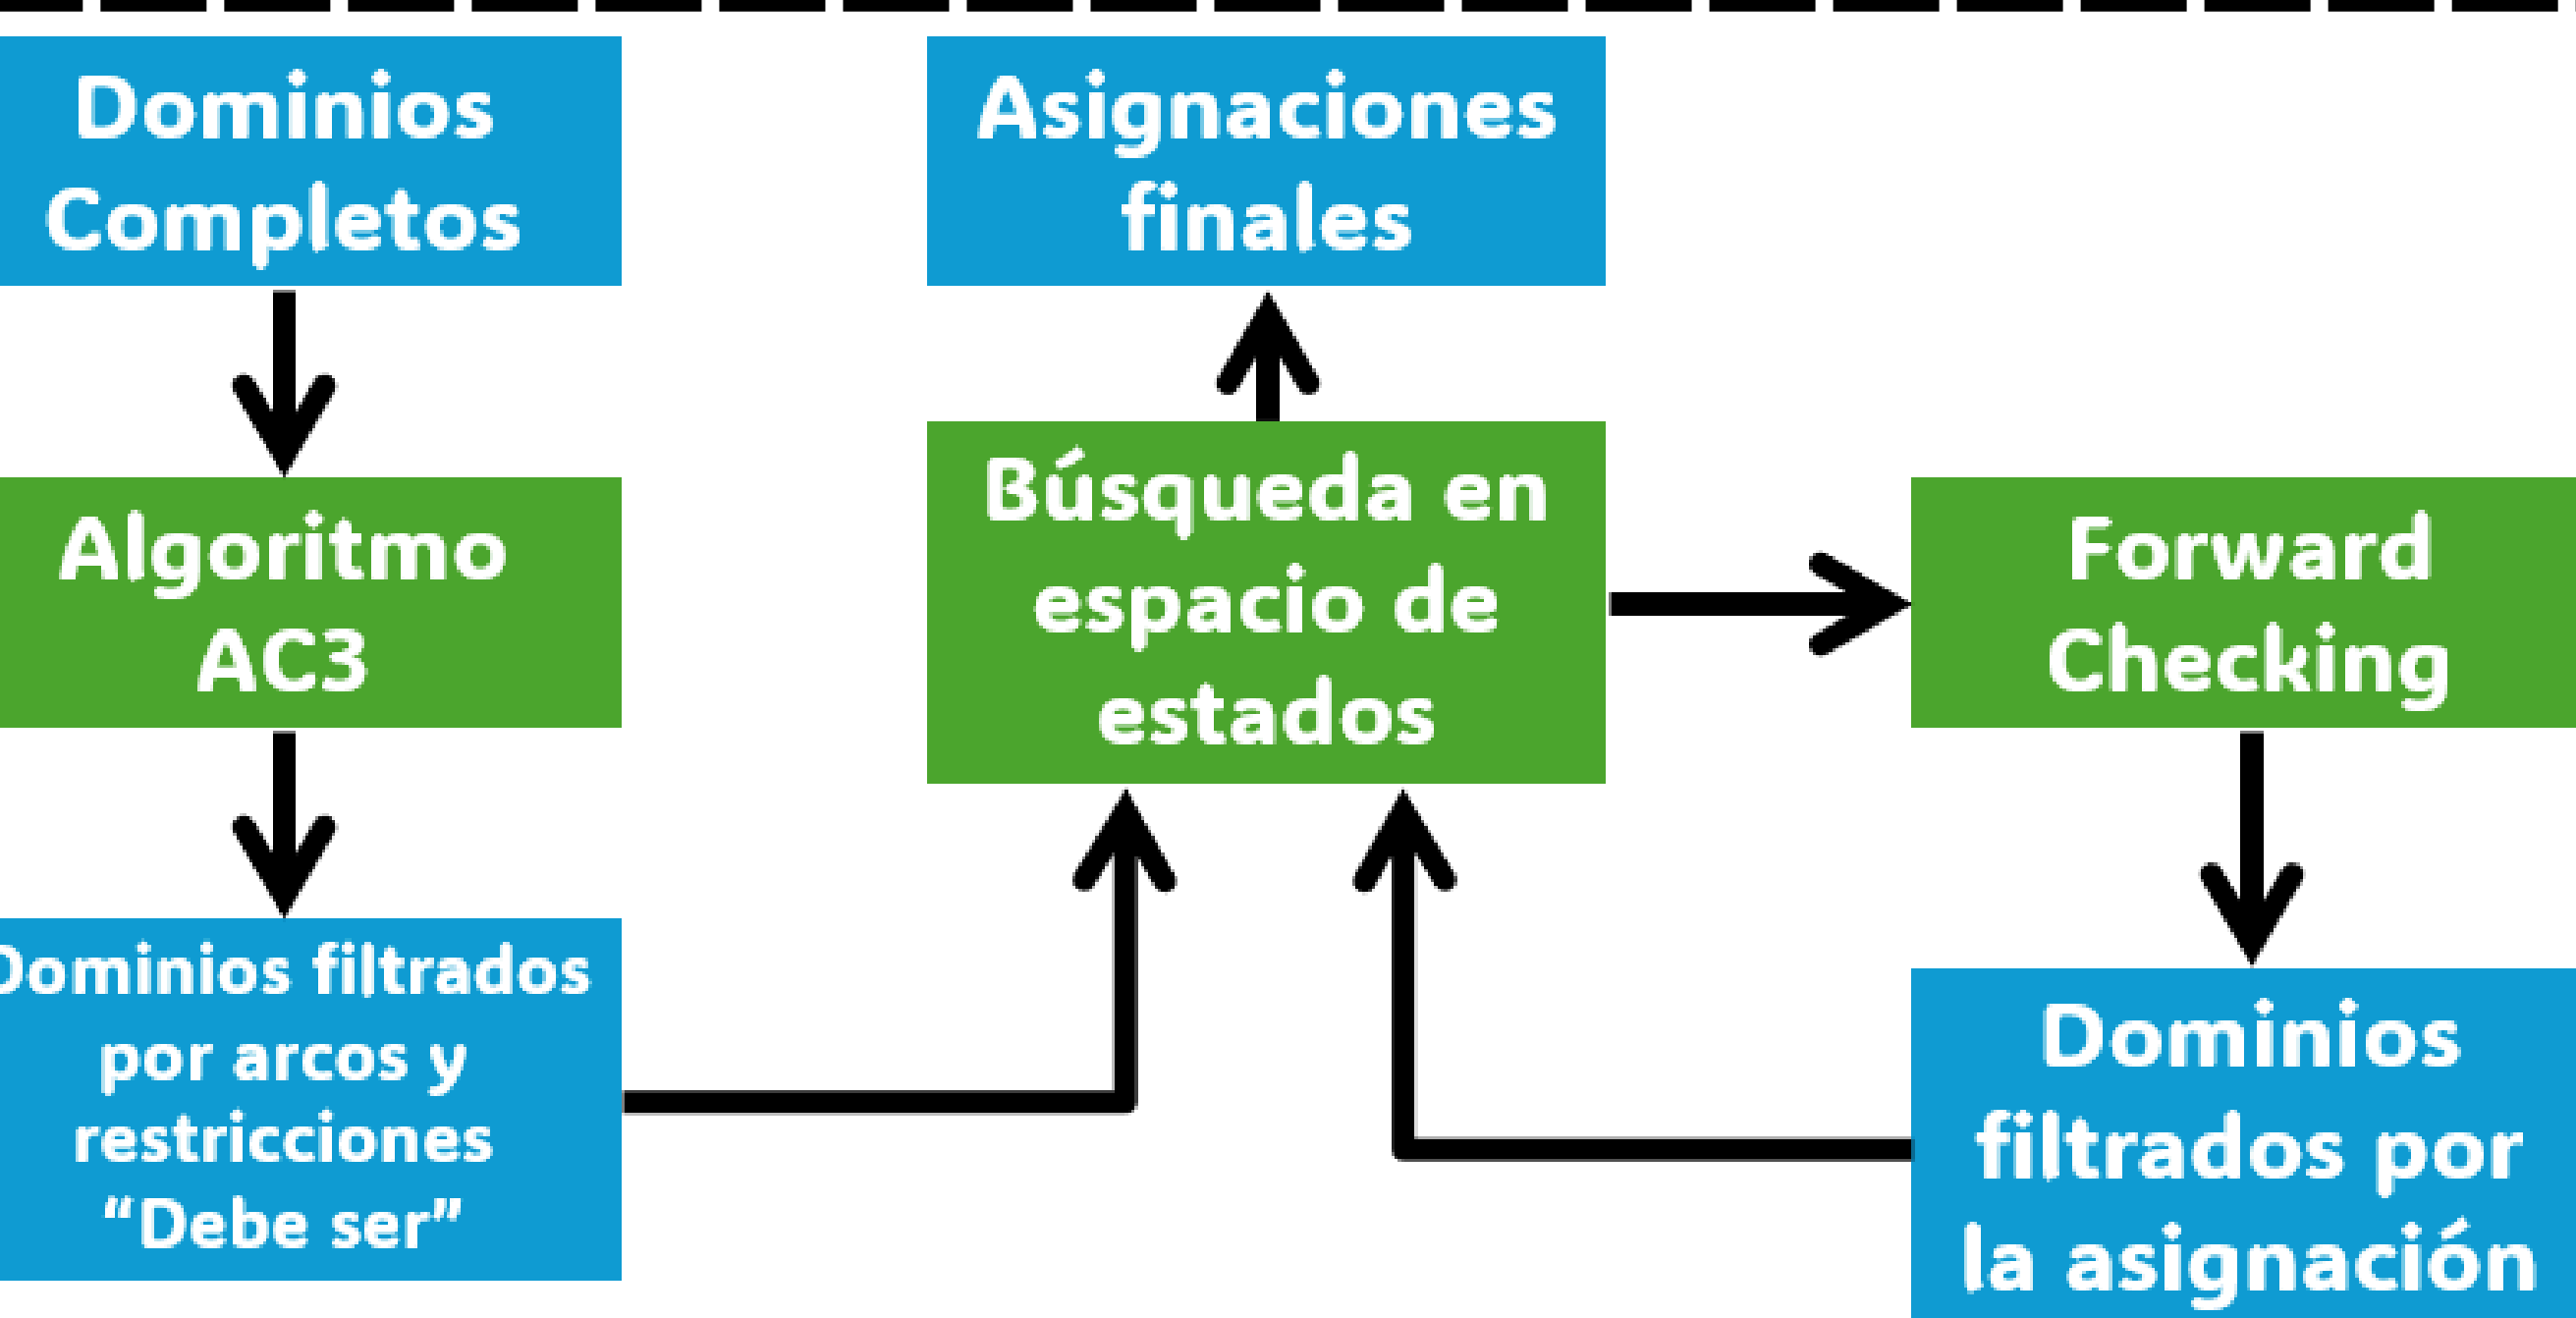 Dominios
Completos
Algoritmo
AC3
Dominios filtrados
por arcos y
restricciones
“Debe ser”
Asignaciones
finales
Búsqueda en
espacio de
estados
Forward
Checking
Dominios
filtrados por
la asignación